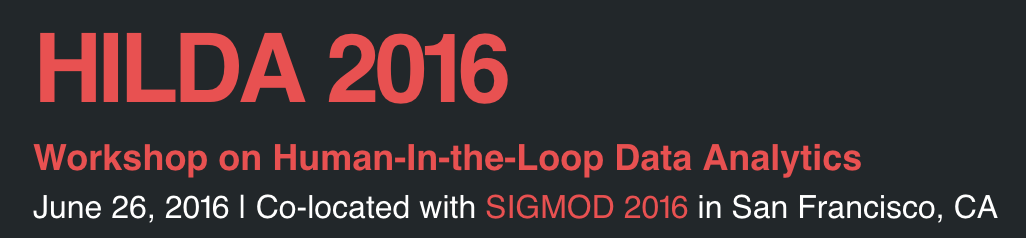 HILDA 2016
Workshop on Human-In-the-Loop Data Analytics
June 26, 2016 | Co-located with SIGMOD 2016 in San Francisco, CA